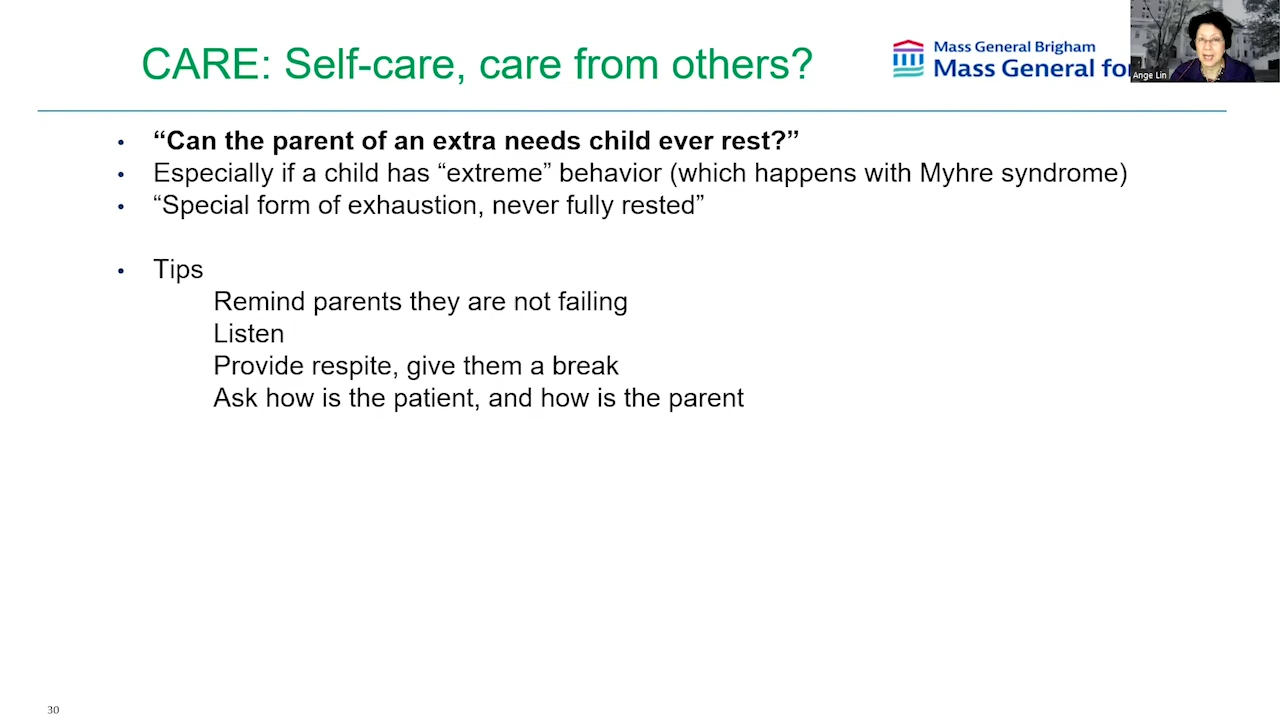 CARE: Self-care, care from others?
Mass General Brigham
Mass General for
Ange Lin
• “Can the parent of an extra needs child ever rest?”
• Especially if a child has “extreme” behavior (which happens with Myhre syndrome)
• “Special form of exhaustion, never fully rested”
• Tips
Remind parents they are not failing
Listen
Provide respite, give them a break
Ask how is the patient, and how is the parent
30